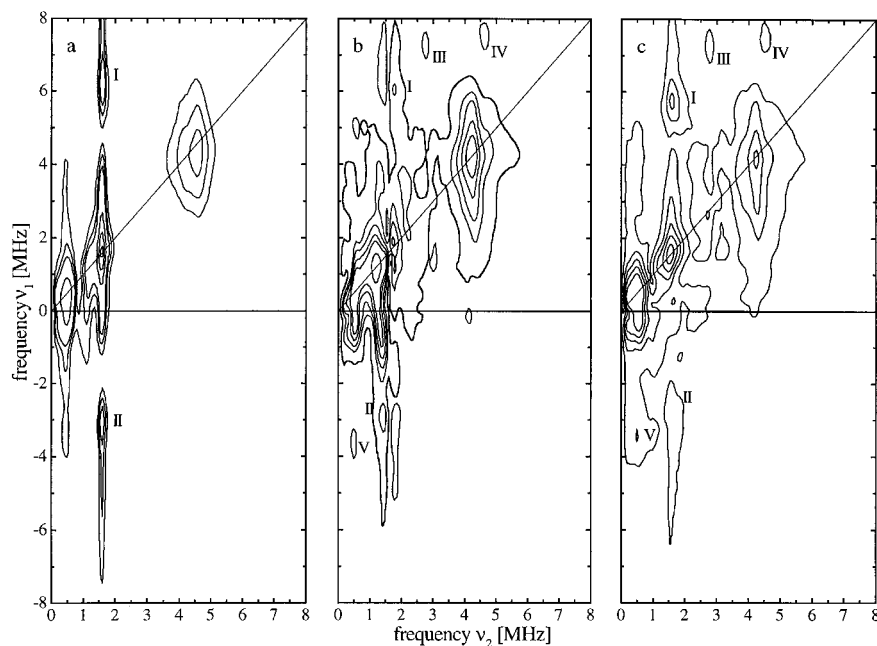 a
I
II
8
6
4
2
0
-2
-4
-6
-8
frequency ν₁ [MHz]
0 1 2 3 4 5 6 7 8
b
III
IV
I
II
V
0 1 2 3 4 5 6 7 8
frequency ν₂ [MHz]
c
III
IV
I
II
V
0 1 2 3 4 5 6 7 8